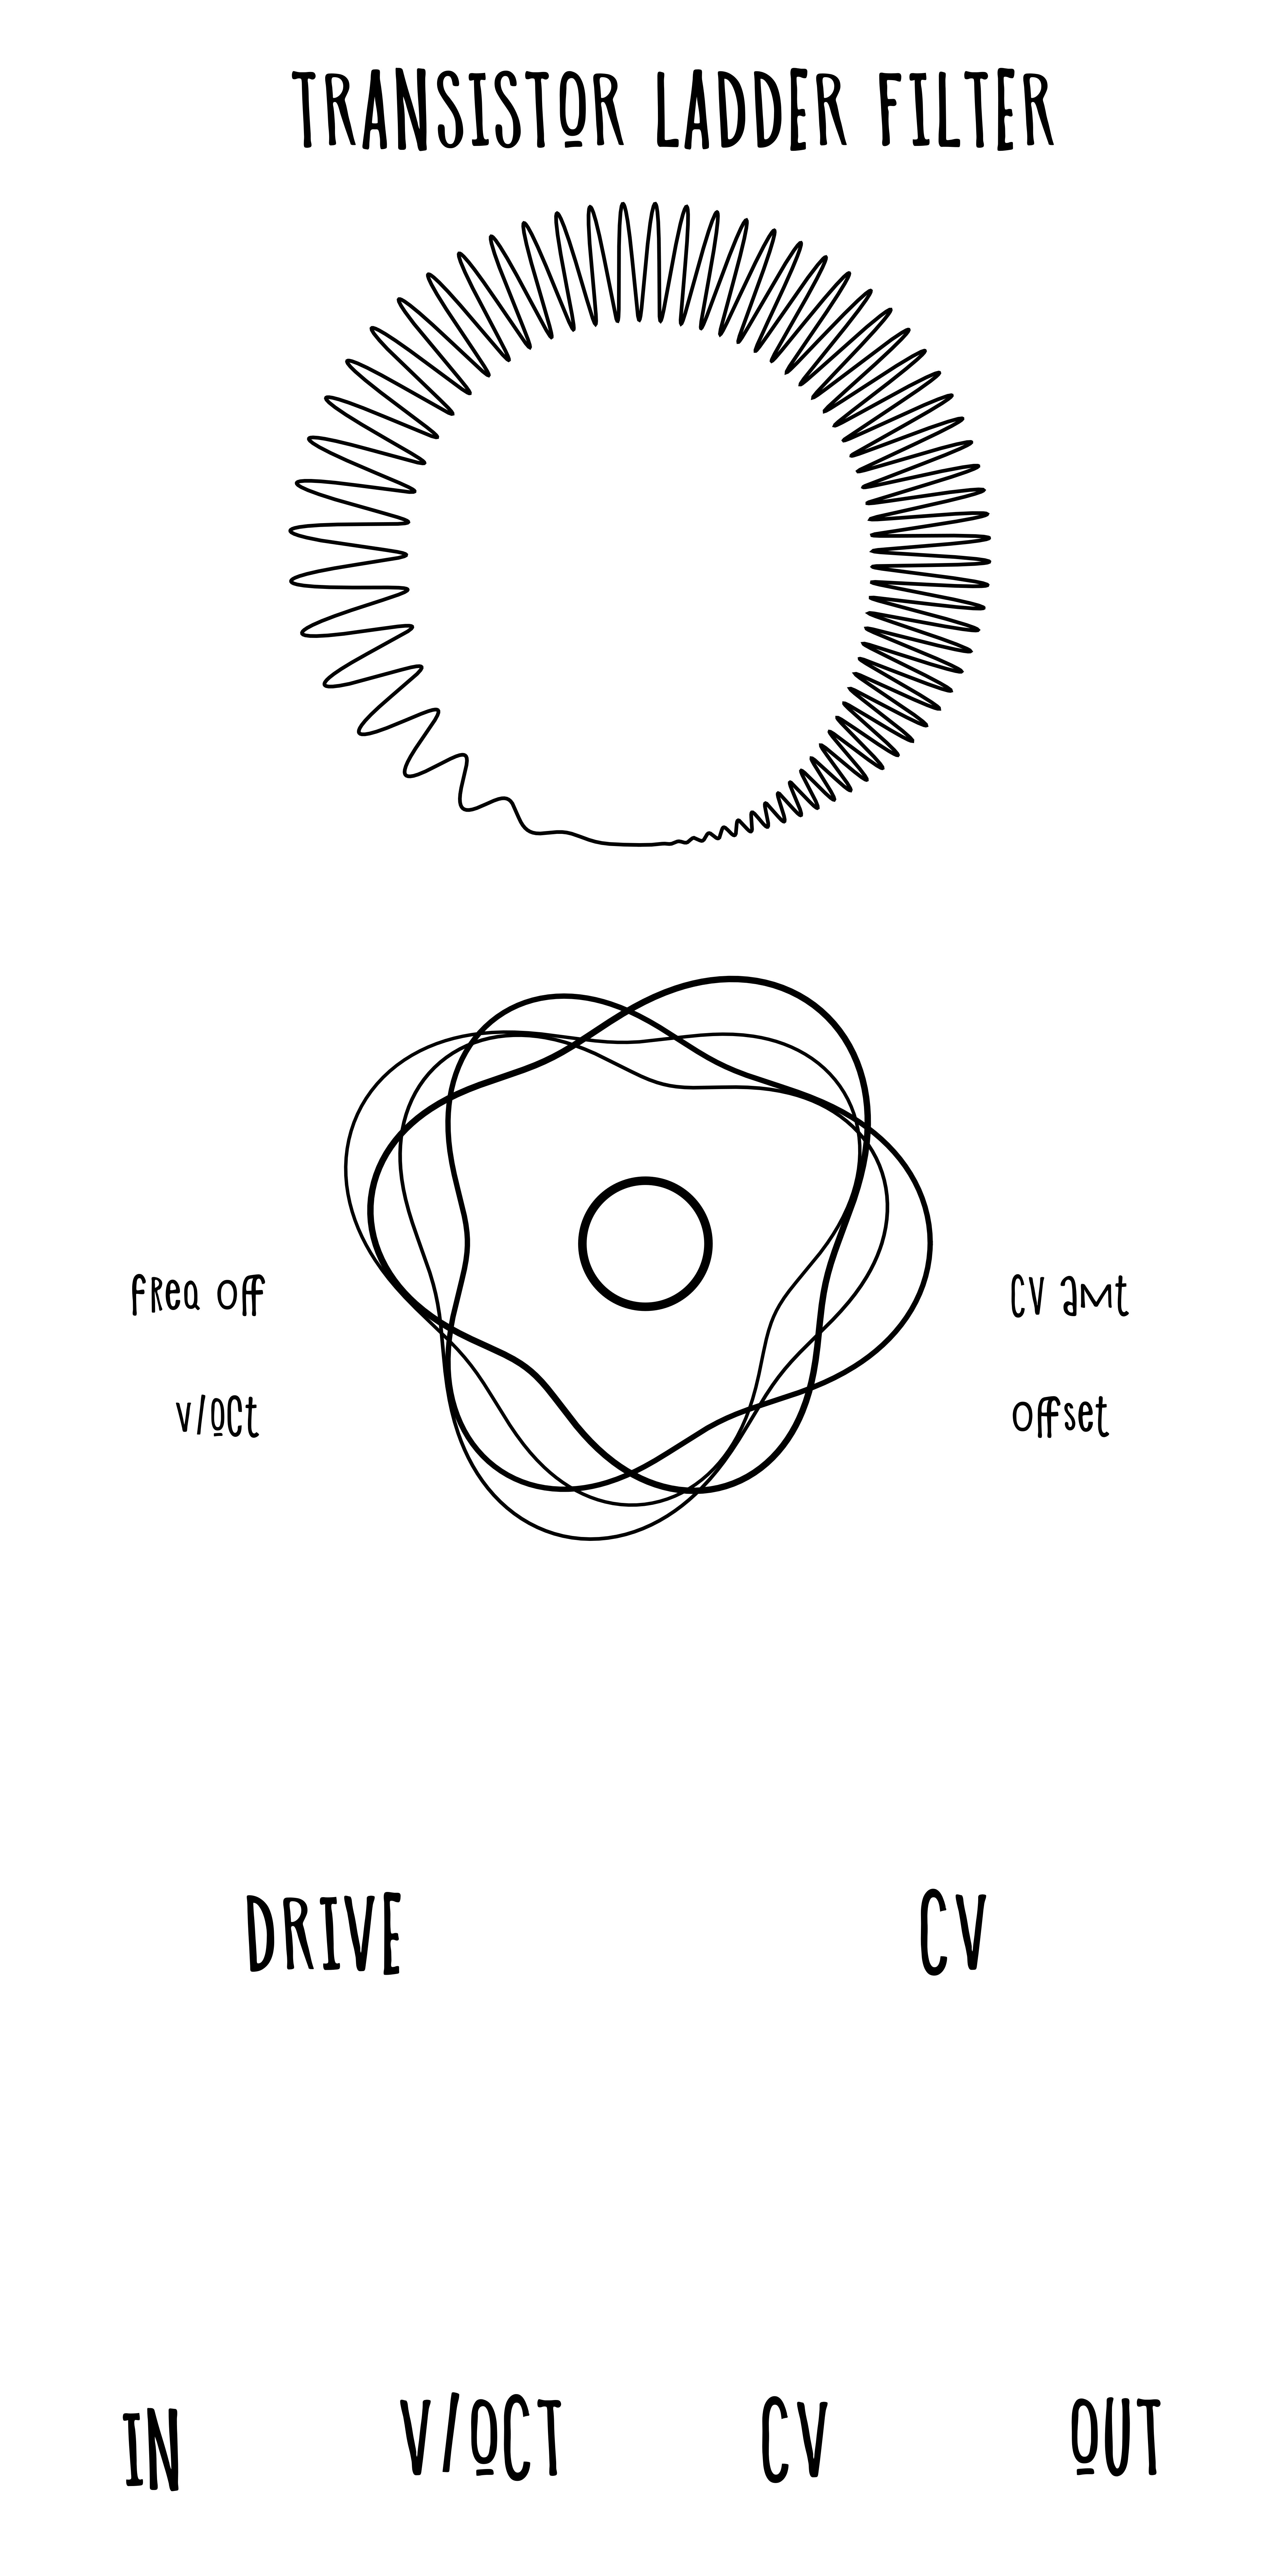 TRANSISTOR LADDER FILTER
freq off
cv amt
v/oct
offset
DRIVE
CV
IN
V/OCT
CV
OUT